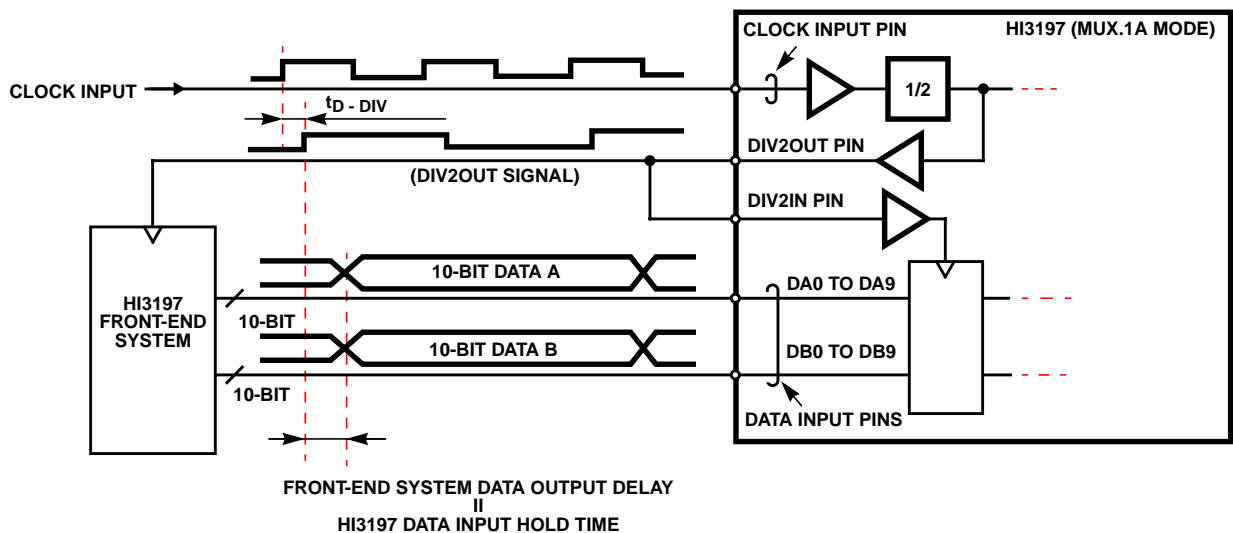 CLOCK INPUT PIN
HI3197 (MUX.1A MODE)
CLOCK INPUT
1/2
tD - DIV
DIV2OUT PIN
(DIV2OUT SIGNAL)
DIV2IN PIN
10-BIT DATA A
DA0 TO DA9
HI3197
FRONT-END
SYSTEM
10-BIT
10-BIT DATA B
DB0 TO DB9
10-BIT
DATA INPUT PINS
FRONT-END SYSTEM DATA OUTPUT DELAY
II
HI3197 DATA INPUT HOLD TIME